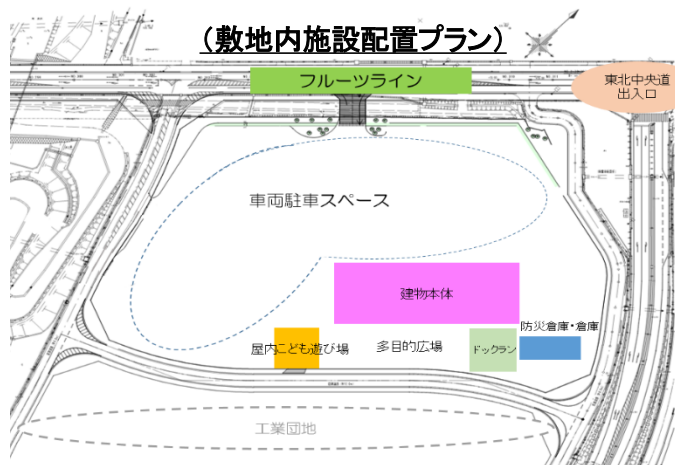 （敷地内施設配置プラン）
フルーツライン
東北中央道
出入口
車両駐車スペース
建物本体
防災倉庫・倉庫
屋内こども遊び場
多目的広場
ドックラン
工業団地